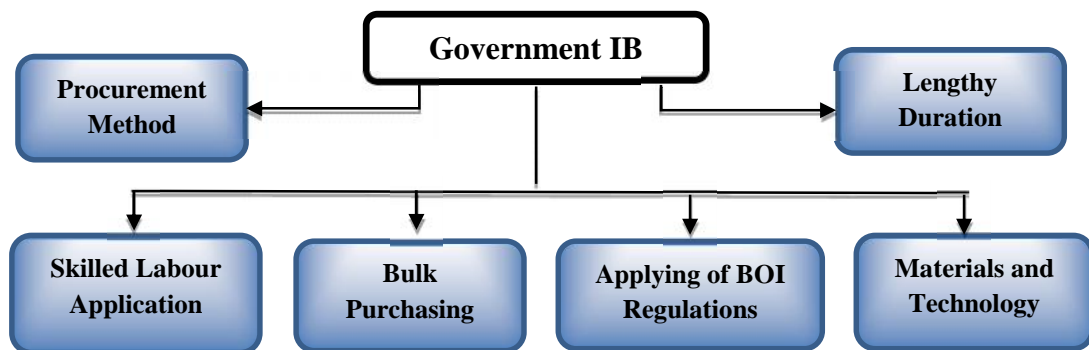 Government IB
Procurement
Method
Lengthy
Duration
Skilled Labour
Application
Bulk
Purchasing
Applying of BOI
Regulations
Materials and
Technology